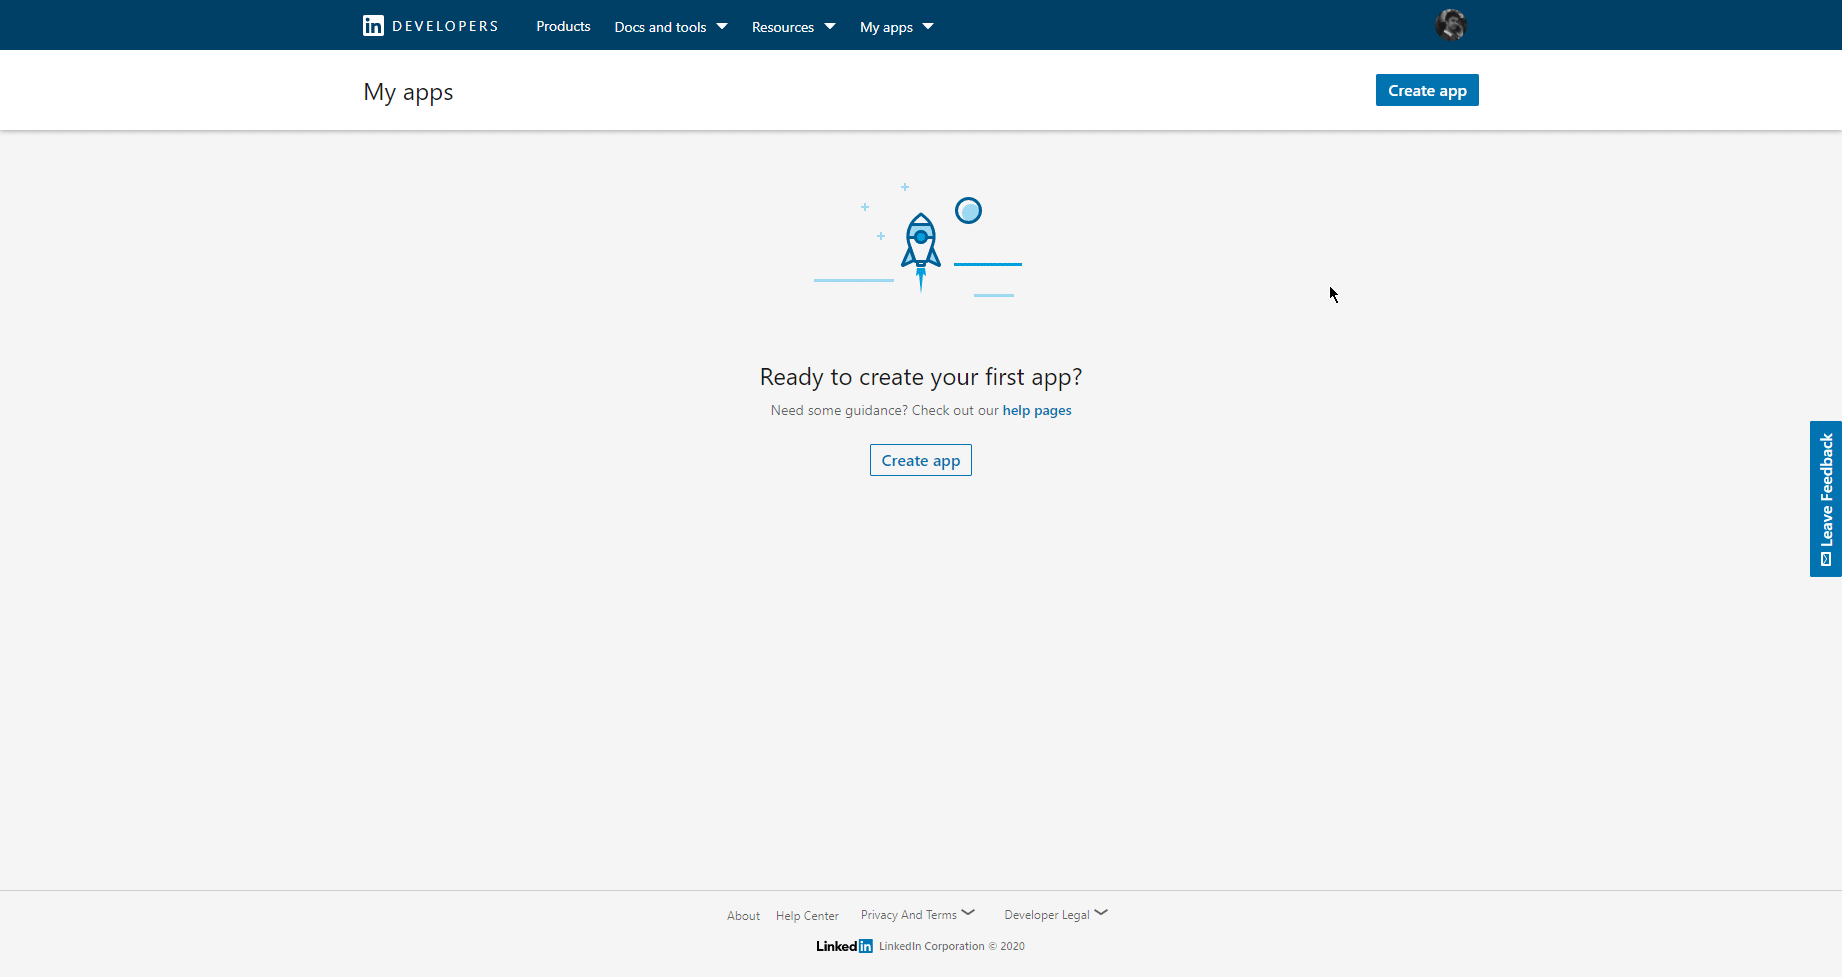 in DEVELOPERS Products Docs and tools Resources My apps
My apps
Create app
Ready to create your first app?
Need some guidance? Check out our help pages
Create app
Leave Feedback
About Help Center Privacy And Terms Developer Legal
Linked in LinkedIn Corporation © 2020